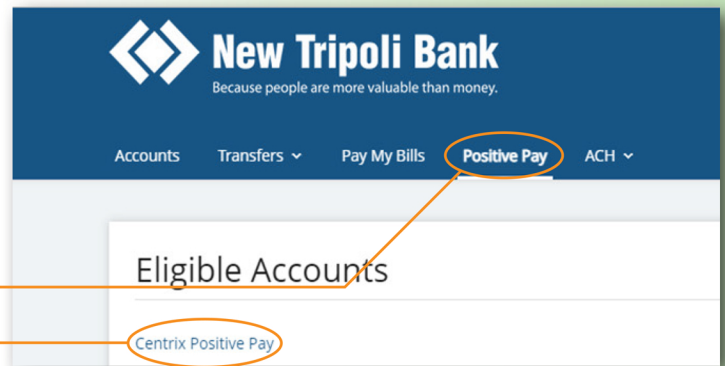 New Tripoli Bank
Because people are more valuable than money.
Accounts Transfers Pay My Bills Positive Pay ACH
Eligible Accounts
Centrix Positive Pay